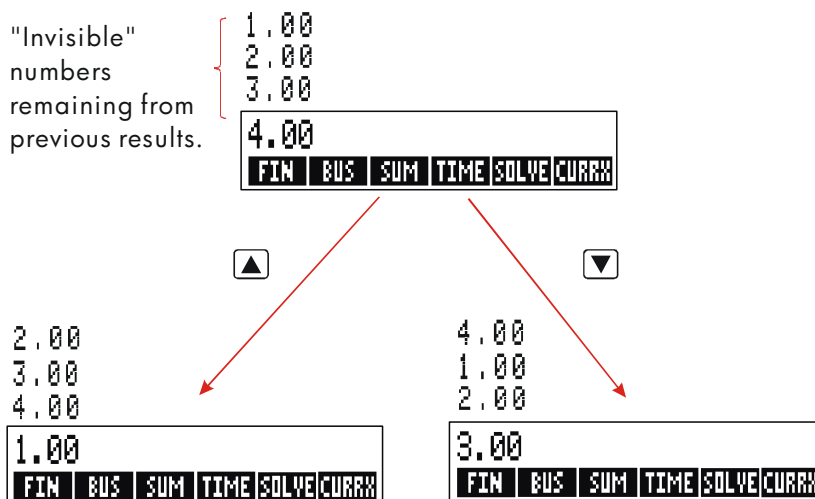 "Invisible"
numbers
remaining from
previous results.
1.00
2.00
3.00
4.00
FIN BUS SUM TIME SOLVE CURRX
▲
▼
2.00
3.00
4.00
1.00
FIN BUS SUM TIME SOLVE CURRX
4.00
1.00
2.00
3.00
FIN BUS SUM TIME SOLVE CURRX